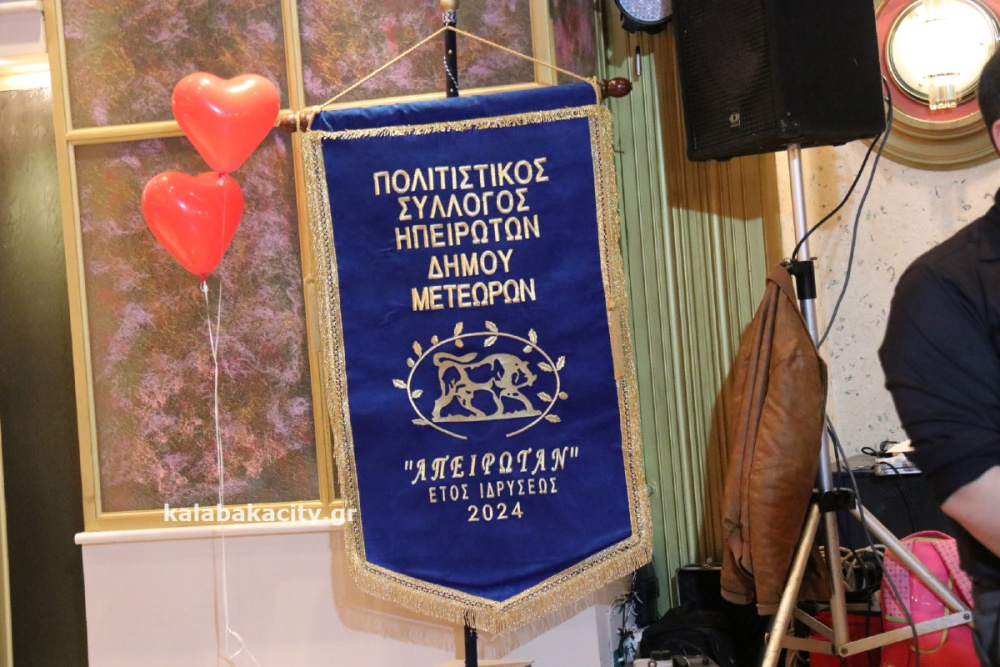 ΠΟΛΙΤΙΣΤΙΚΟΣ
ΣΥΛΛΟΓΟΣ
ΗΠΕΙΡΩΤΩΝ
ΔΗΜΟΥ
ΜΕΤΕΩΡΩΝ
"ΑΠΕΙΡΩΤΑΝ"
ΕΤΟΣ ΙΔΡΥΣΕΩΣ
2024
kalabakacity.gr